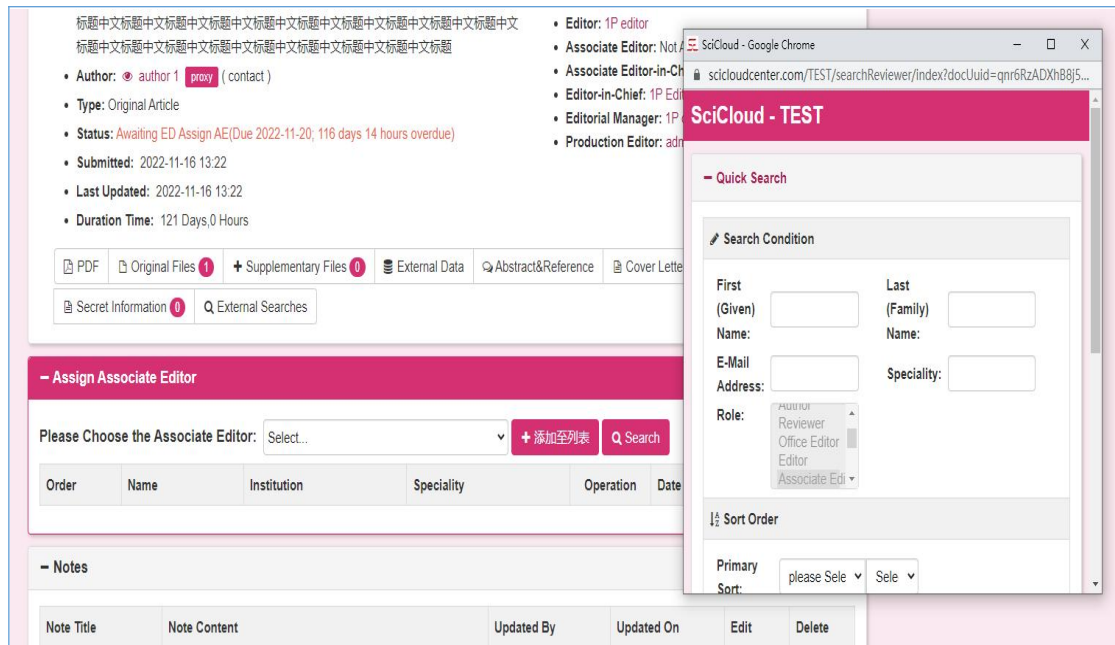 标题中文标题中文标题中文标题中文标题中文标题中文标题中文标题中文标题中文标题中文
标题中文标题中文标题中文标题中文标题中文标题中文标题中文标题中文标题
Author: author 1 proxy ( contact )
Type: Original Article
Status: Awaiting ED Assign AE(Due 2022-11-20; 116 days 14 hours overdue)
Submitted: 2022-11-16 13:22
Last Updated: 2022-11-16 13:22
Duration Time: 121 Days,0 Hours
Editor: 1P editor
Associate Editor: Not
Associate Editor-in-Ch
Editor-in-Chief: 1P Edi
Editorial Manager: 1P
Production Editor: adm
PDF Original Files 1 + Supplementary Files 0 External Data Abstract&Reference Cover Lette
Secret Information 0 External Searches
− Assign Associate Editor
Please Choose the Associate Editor: Select... + 添加至列表 Search
Order Name Institution Speciality Operation Date
− Notes
Note Title Note Content Updated By Updated On Edit Delete
SciCloud - Google Chrome
scicloudcenter.com/TEST/searchReviewer/index?docUuid=qnr6RzADXhB8j5...
SciCloud - TEST
− Quick Search
Search Condition
First (Given) Name:
Last (Family) Name:
E-Mail Address:
Speciality:
Role:
Author
Reviewer
Office Editor
Editor
Associate Edi
Sort Order
Primary Sort: please Sele Sele